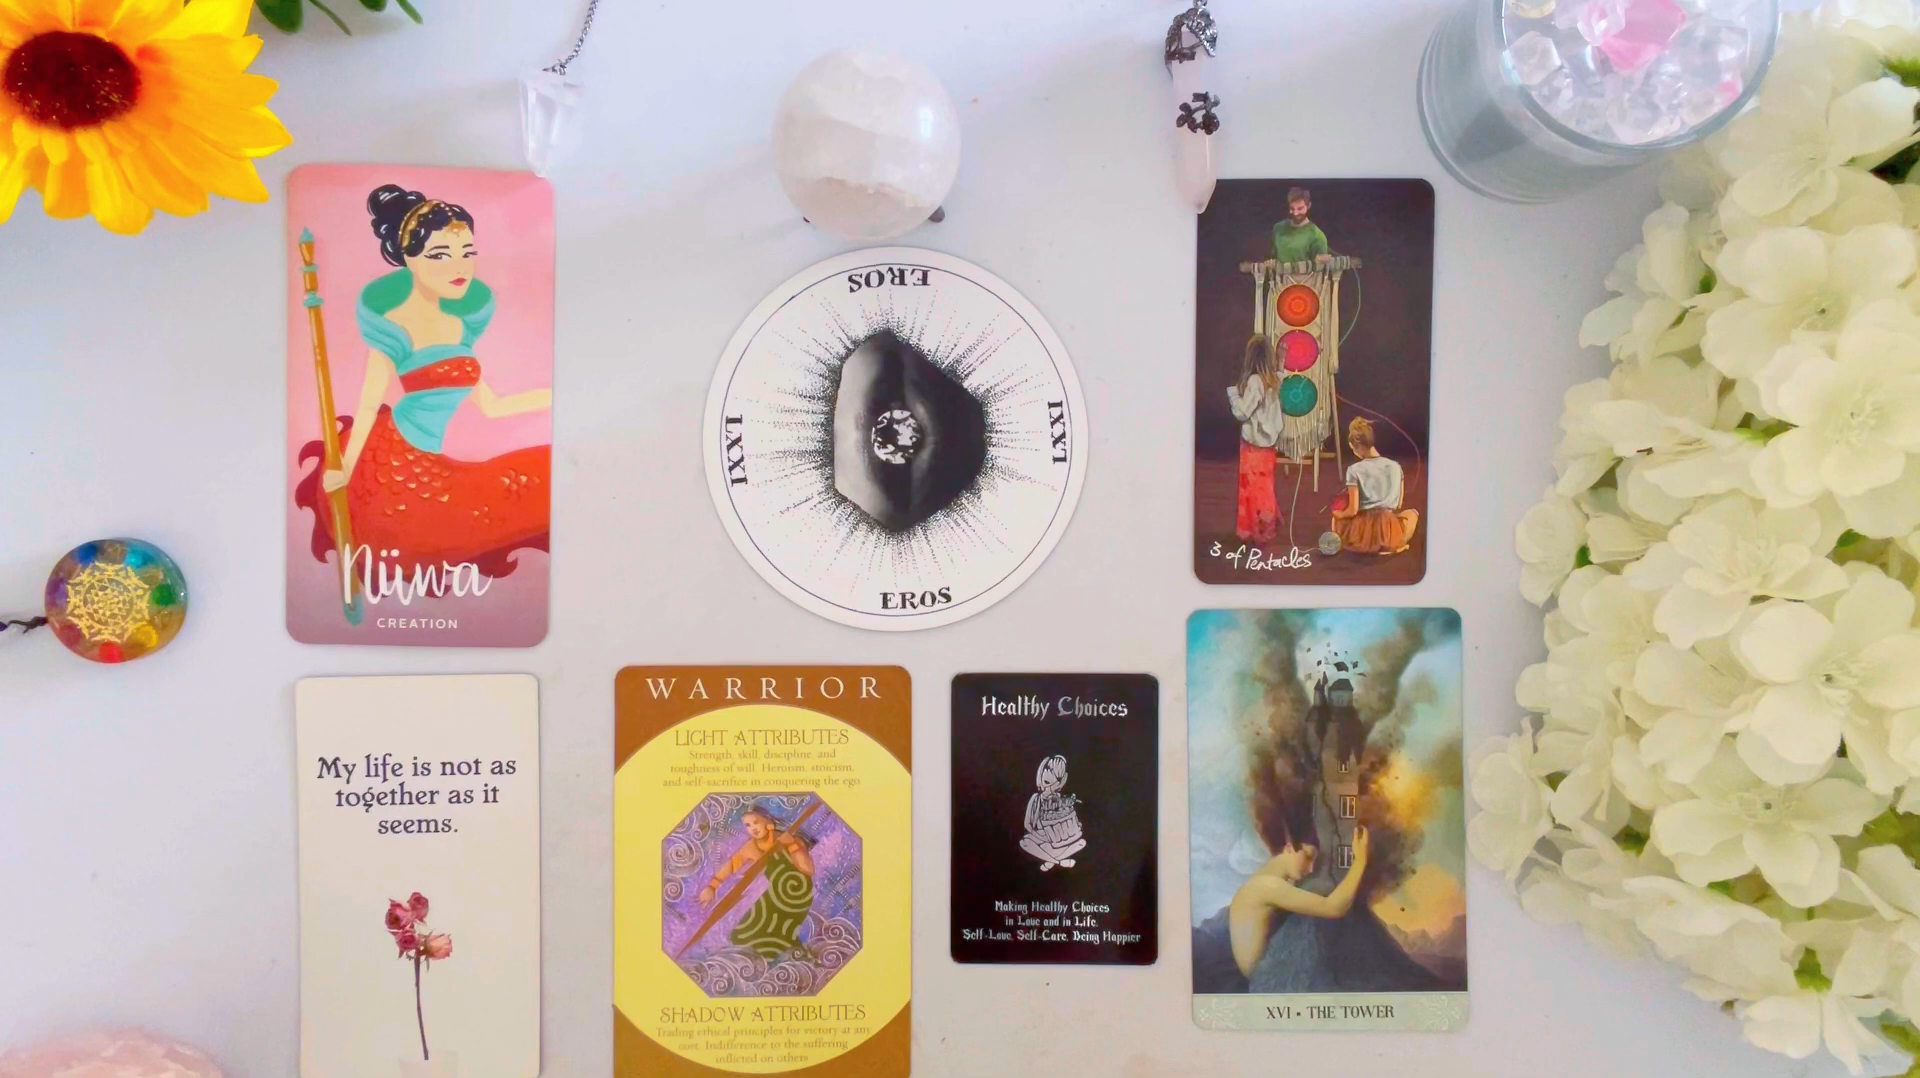 Nüwa
CREATION
EROS
LXXI
LXXI
EROS
3 of Pentacles
My life is not as
together as it
seems.
WARRIOR
LIGHT ATTRIBUTES
Strength, skill, discipline, and
toughness of will. Heroism, stoicism,
and self-sacrifice in conquering the ego
SHADOW ATTRIBUTES
Trading ethical principles for victory at any
cost. Indifference to the suffering
inflicted on others
Healthy Choices
Making Healthy Choices
in Love and in Life.
Self-Love, Self-Care, Being Happier
XVI • THE TOWER